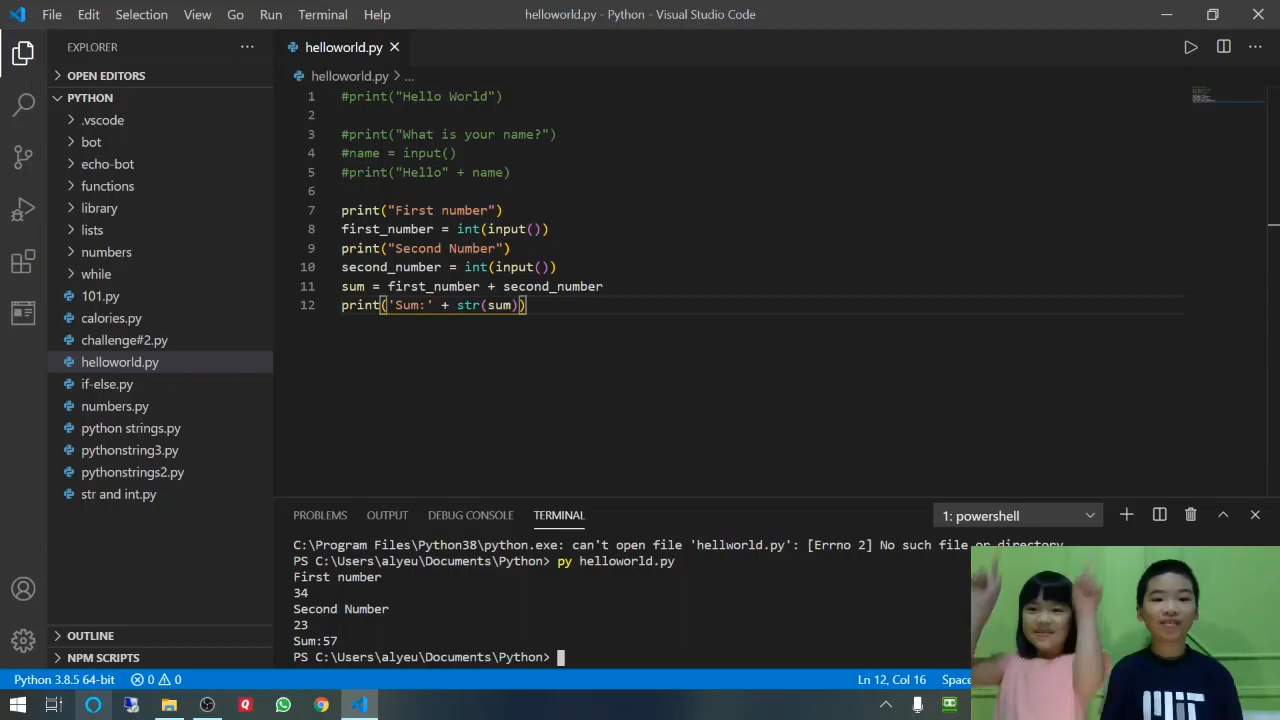 File Edit Selection View Go Run Terminal Help
helloworld.py - Python - Visual Studio Code
EXPLORER
OPEN EDITORS
PYTHON
.vscode
bot
echo-bot
functions
library
lists
numbers
while
101.py
calories.py
challenge#2.py
helloworld.py
if-else.py
numbers.py
python strings.py
pythonstring3.py
pythonstrings2.py
str and int.py
OUTLINE
NPM SCRIPTS
helloworld.py
helloworld.py > ...
1 #print("Hello World")
2
3 #print("What is your name?")
4 #name = input()
5 #print("Hello" + name)
6
7 print("First number")
8 first_number = int(input())
9 print("Second Number")
10 second_number = int(input())
11 sum = first_number + second_number
12 print('Sum:' + str(sum))
PROBLEMS OUTPUT DEBUG CONSOLE TERMINAL
1: powershell
C:\Program Files\Python38\python.exe: can't open file 'hellworld.py': [Errno 2] No such file or directory
PS C:\Users\alyeu\Documents\Python> py helloworld.py
First number
34
Second Number
23
Sum:57
PS C:\Users\alyeu\Documents\Python>
MIT
Python 3.8.5 64-bit 0 0
Ln 12, Col 16 Space